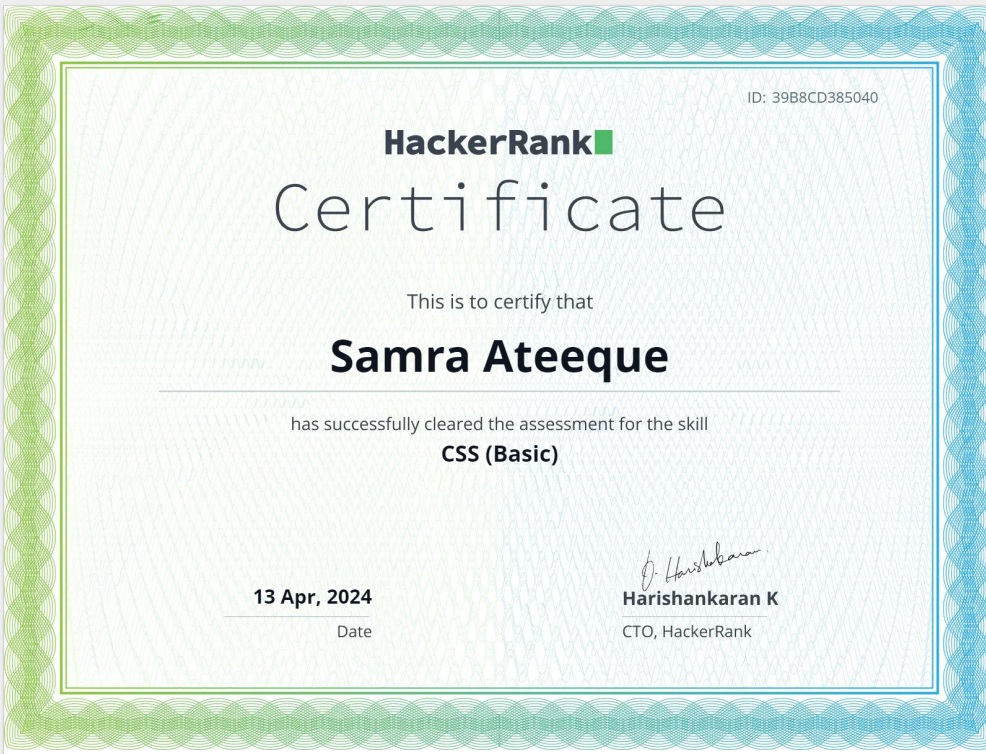 ID: 39B8CD385040
HackerRank
Certificate
This is to certify that
Samra Ateeque
has successfully cleared the assessment for the skill
CSS (Basic)
13 Apr, 2024
Date
J. Harishankaran
Harishankaran K
CTO, HackerRank